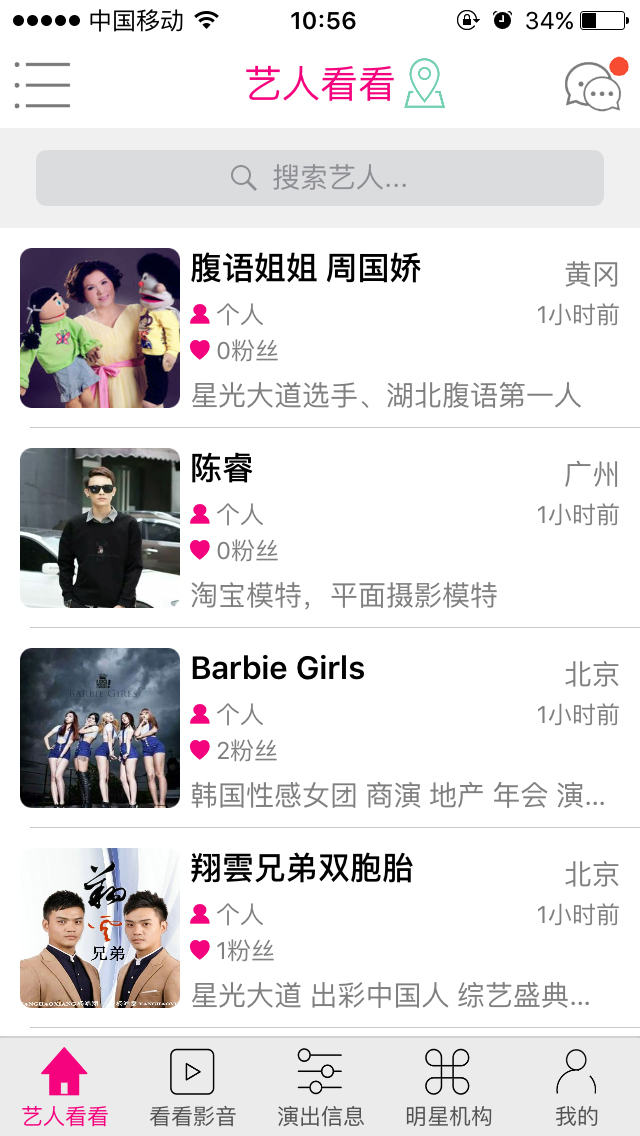 中国移动 10:56 34%
艺人看看
搜索艺人...
腹语姐姐 周国娇 黄冈
个人 1小时前
0粉丝
星光大道选手、湖北腹语第一人
陈睿 广州
个人 1小时前
0粉丝
淘宝模特，平面摄影模特
BARBIE GIRLS
Barbie Girls 北京
个人 1小时前
2粉丝
韩国性感女团 商演 地产 年会 演...
翔雲
兄弟
翔雲兄弟双胞胎 北京
个人 1小时前
1粉丝
星光大道 出彩中国人 综艺盛典...
艺人看看 看看影音 演出信息 明星机构 我的